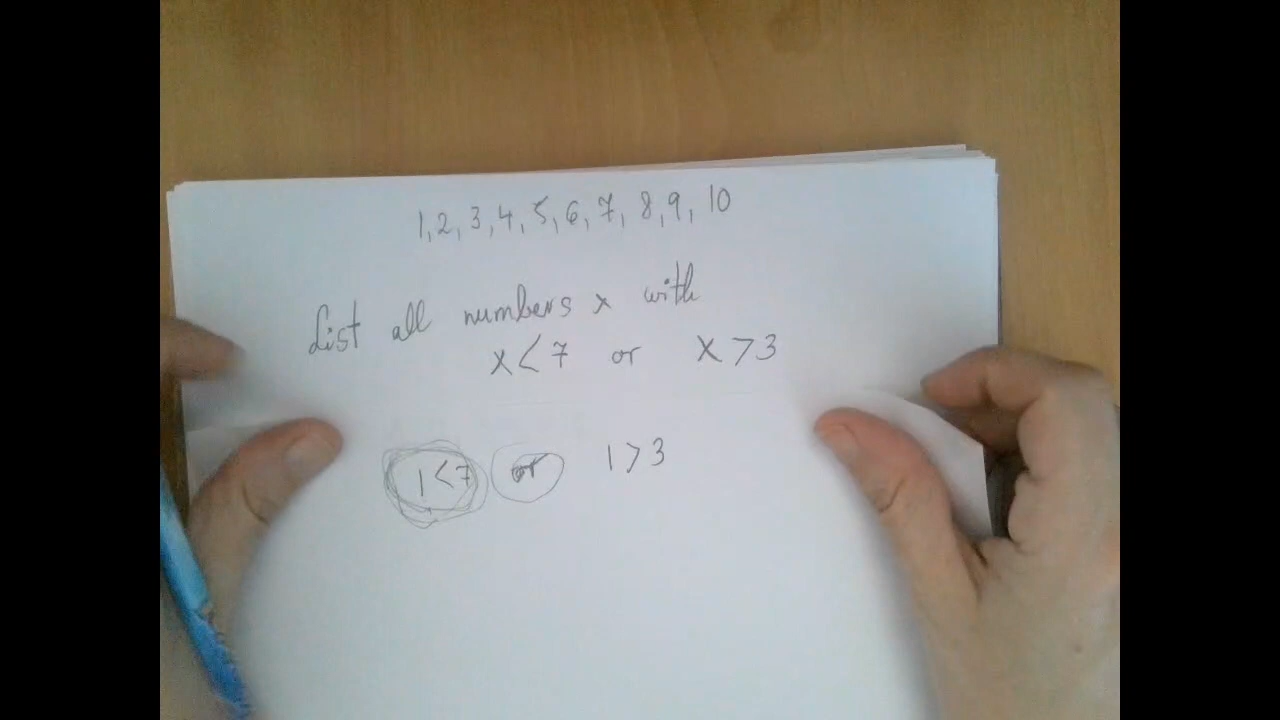 1, 2, 3, 4, 5, 6, 7, 8, 9, 10
List all numbers x with
x < 7 or x > 3
1 < 7 or 1 > 3